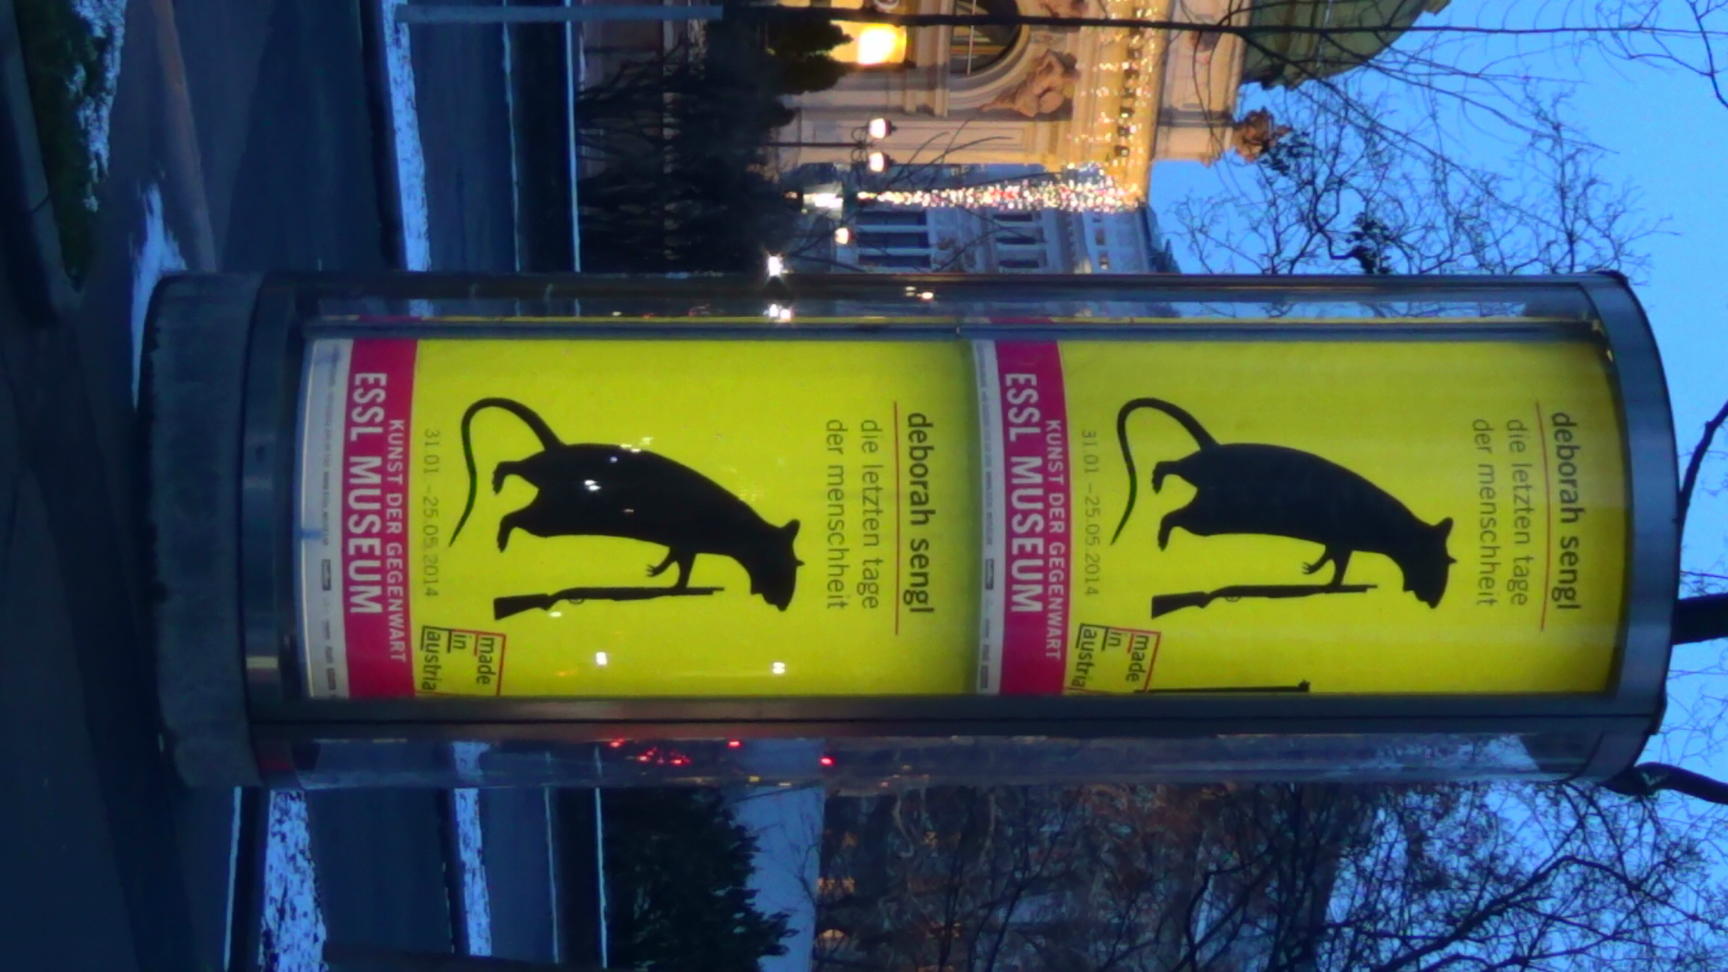 deborah sengl
die letzten tage
der menschheit
made
in
austria
31.01.–25.05.2014
KUNST DER GEGENWART
ESSL MUSEUM
deborah sengl
die letzten tage
der menschheit
made
in
austria
31.01.–25.05.2014
KUNST DER GEGENWART
ESSL MUSEUM